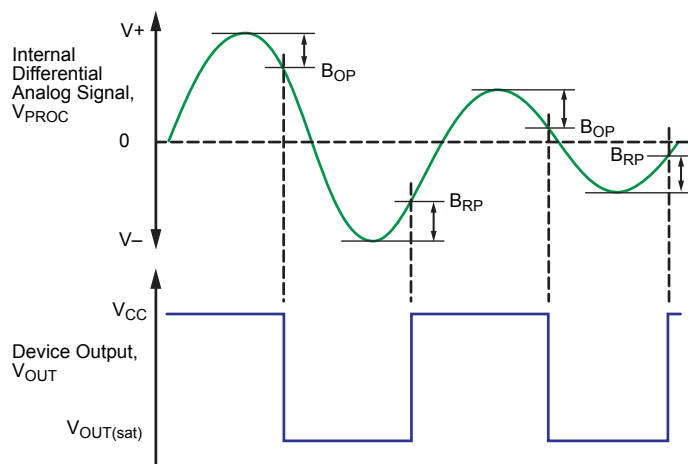 V+
Internal
Differential
Analog Signal,
VPROC
BOP
BOP
0
BRP
BRP
V–
VCC
Device Output,
VOUT
VOUT(sat)